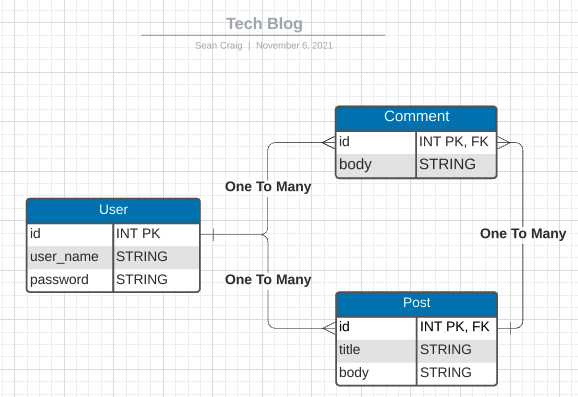 Tech Blog
Sean Craig | November 6, 2021
Comment
id INT PK, FK
body STRING
One To Many
User
id INT PK
user_name STRING
password STRING
One To Many
One To Many
Post
id INT PK, FK
title STRING
body STRING